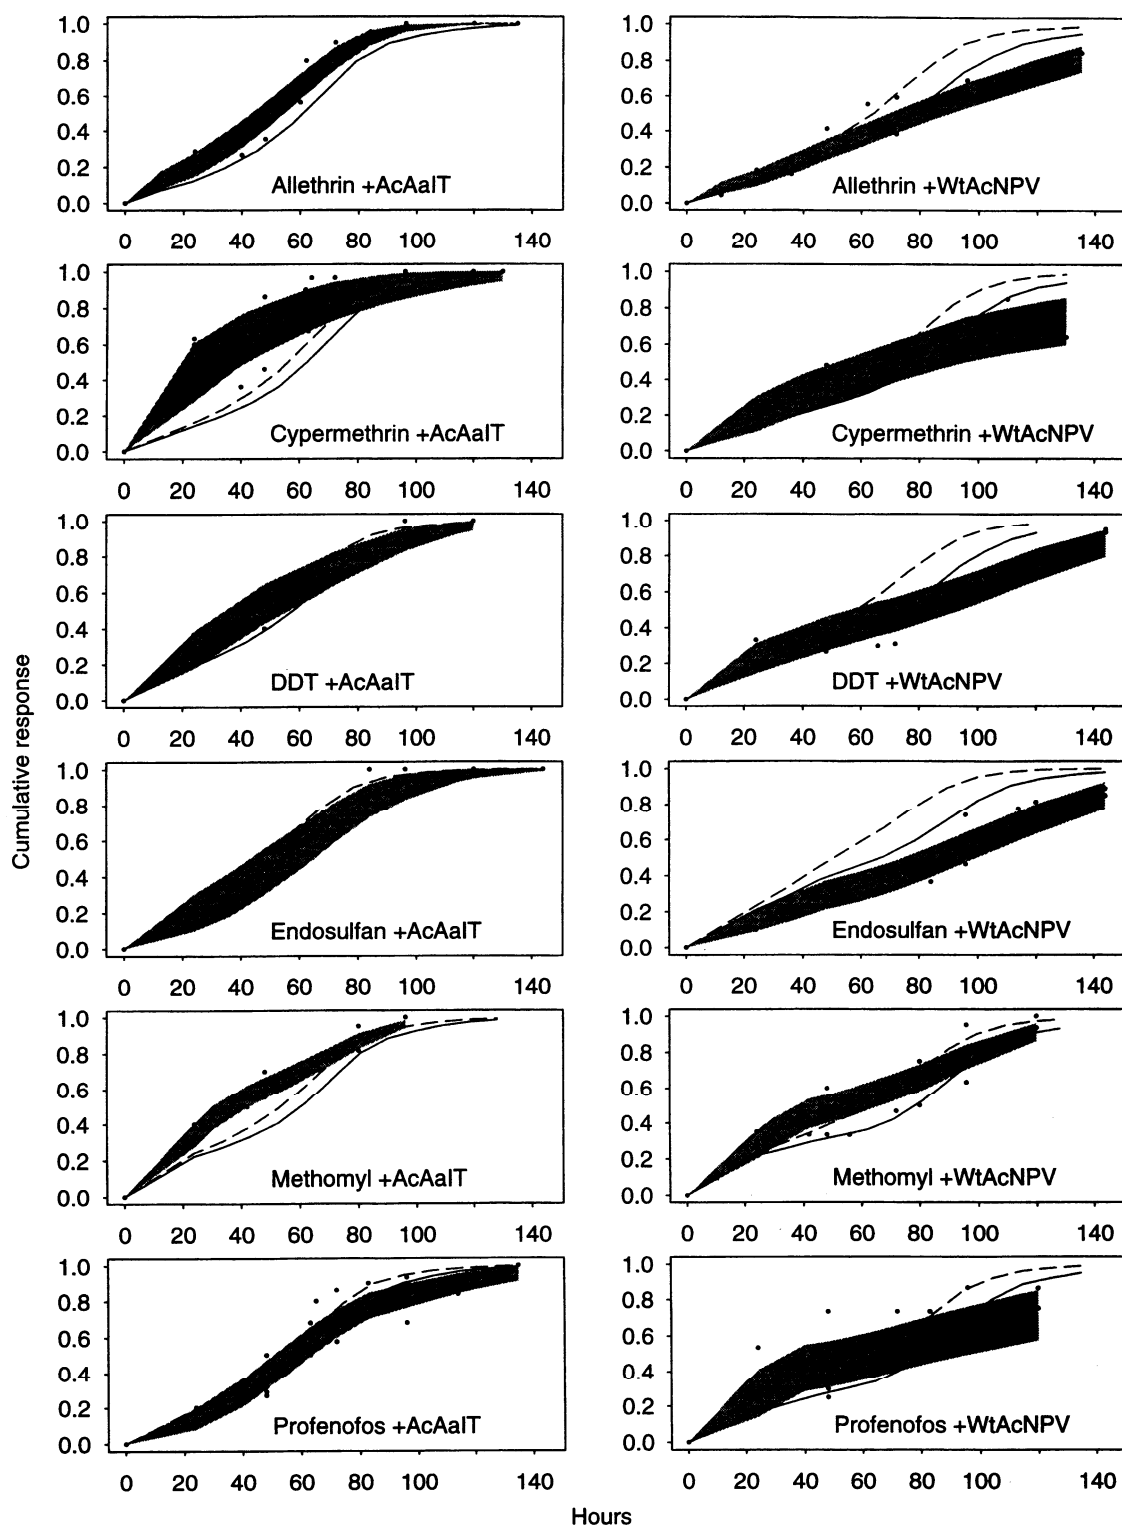 1.0
0.8
0.6
0.4
0.2
0.0
Allethrin +AcAaIT
0 20 40 60 80 100 140
1.0
0.8
0.6
0.4
0.2
0.0
Allethrin +WtAcNPV
0 20 40 60 80 100 140
1.0
0.8
0.6
0.4
0.2
0.0
Cypermethrin +AcAaIT
0 20 40 60 80 100 140
1.0
0.8
0.6
0.4
0.2
0.0
Cypermethrin +WtAcNPV
0 20 40 60 80 100 140
1.0
0.8
0.6
0.4
0.2
0.0
DDT +AcAaIT
0 20 40 60 80 100 140
1.0
0.8
0.6
0.4
0.2
0.0
DDT +WtAcNPV
0 20 40 60 80 100 140
Cumulative response
1.0
0.8
0.6
0.4
0.2
0.0
Endosulfan +AcAaIT
0 20 40 60 80 100 140
1.0
0.8
0.6
0.4
0.2
0.0
Endosulfan +WtAcNPV
0 20 40 60 80 100 140
1.0
0.8
0.6
0.4
0.2
0.0
Methomyl +AcAaIT
0 20 40 60 80 100 140
1.0
0.8
0.6
0.4
0.2
0.0
Methomyl +WtAcNPV
0 20 40 60 80 100 140
1.0
0.8
0.6
0.4
0.2
0.0
Profenofos +AcAaIT
0 20 40 60 80 100 140
1.0
0.8
0.6
0.4
0.2
0.0
Profenofos +WtAcNPV
0 20 40 60 80 100 140
Hours